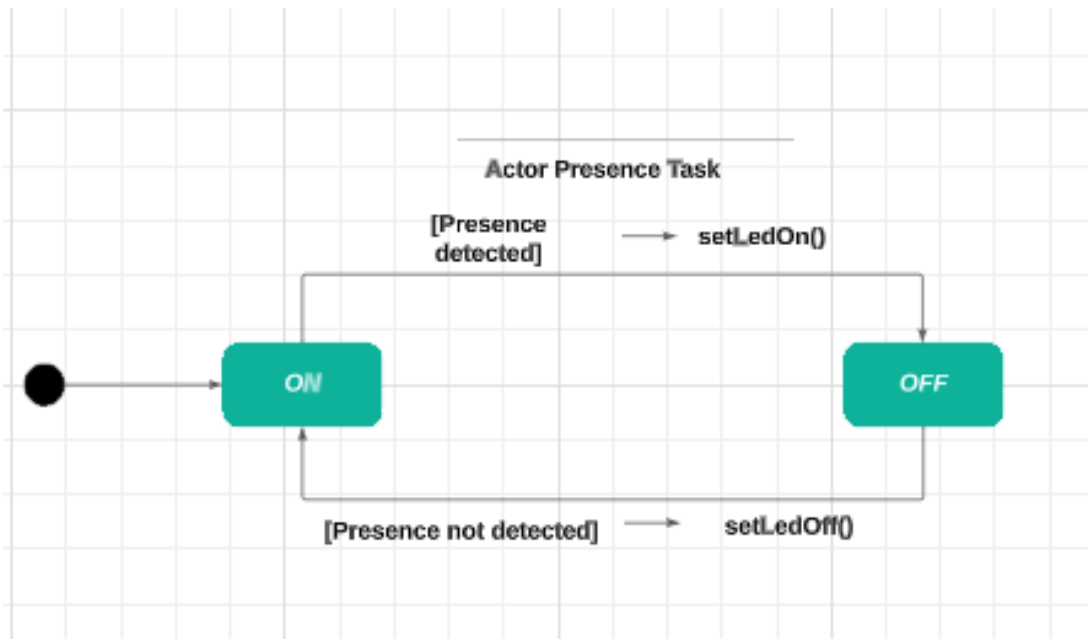 Actor Presence Task
[Presence
detected]
setLedOn()
ON
OFF
[Presence not detected]
setLedOff()